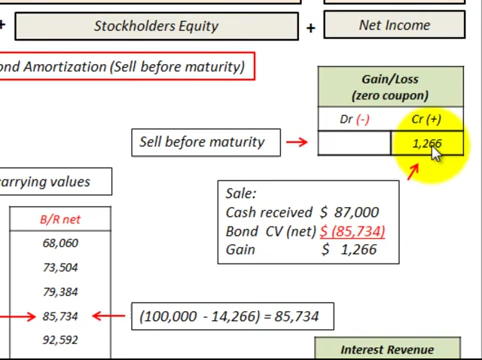 + Stockholders Equity + Net Income
ond Amortization (Sell before maturity)
Gain/Loss
(zero coupon)
Dr (-) Cr (+)
Sell before maturity 1,266
arrying values
Sale:
Cash received $ 87,000
Bond CV (net) $ (85,734)
Gain $ 1,266
B/R net
68,060
73,504
79,384
85,734 (100,000 - 14,266) = 85,734
92,592
Interest Revenue